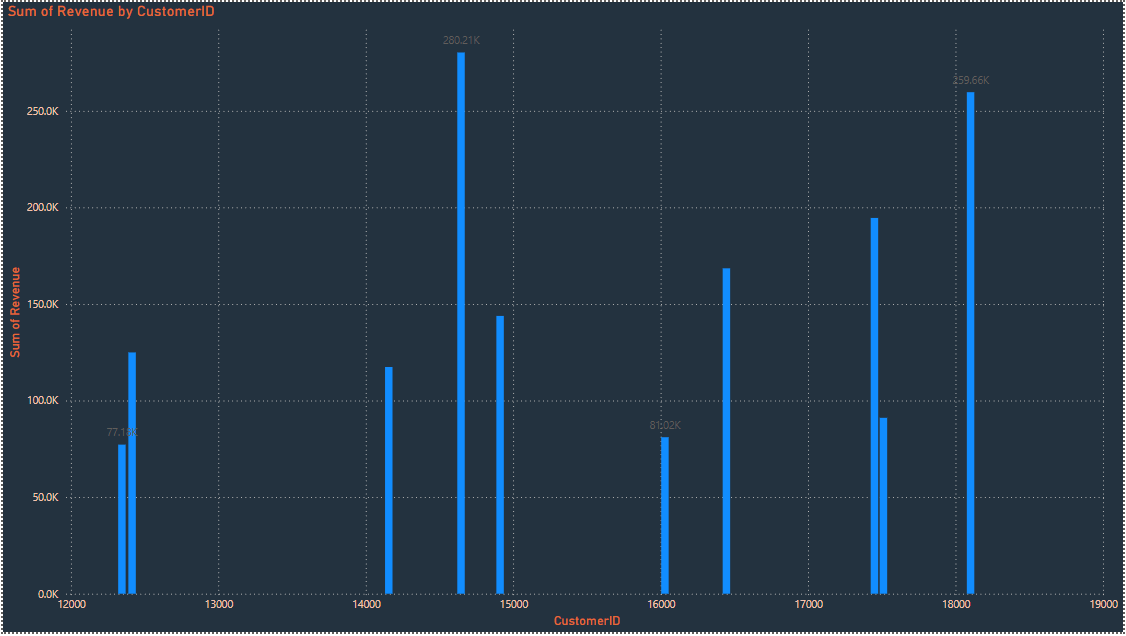 Sum of Revenue by CustomerID
280.21K
259.66K
250.0K
200.0K
150.0K
100.0K
77.18K
81.02K
50.0K
0.0K
12000 13000 14000 15000 16000 17000 18000 19000
Sum of Revenue
CustomerID